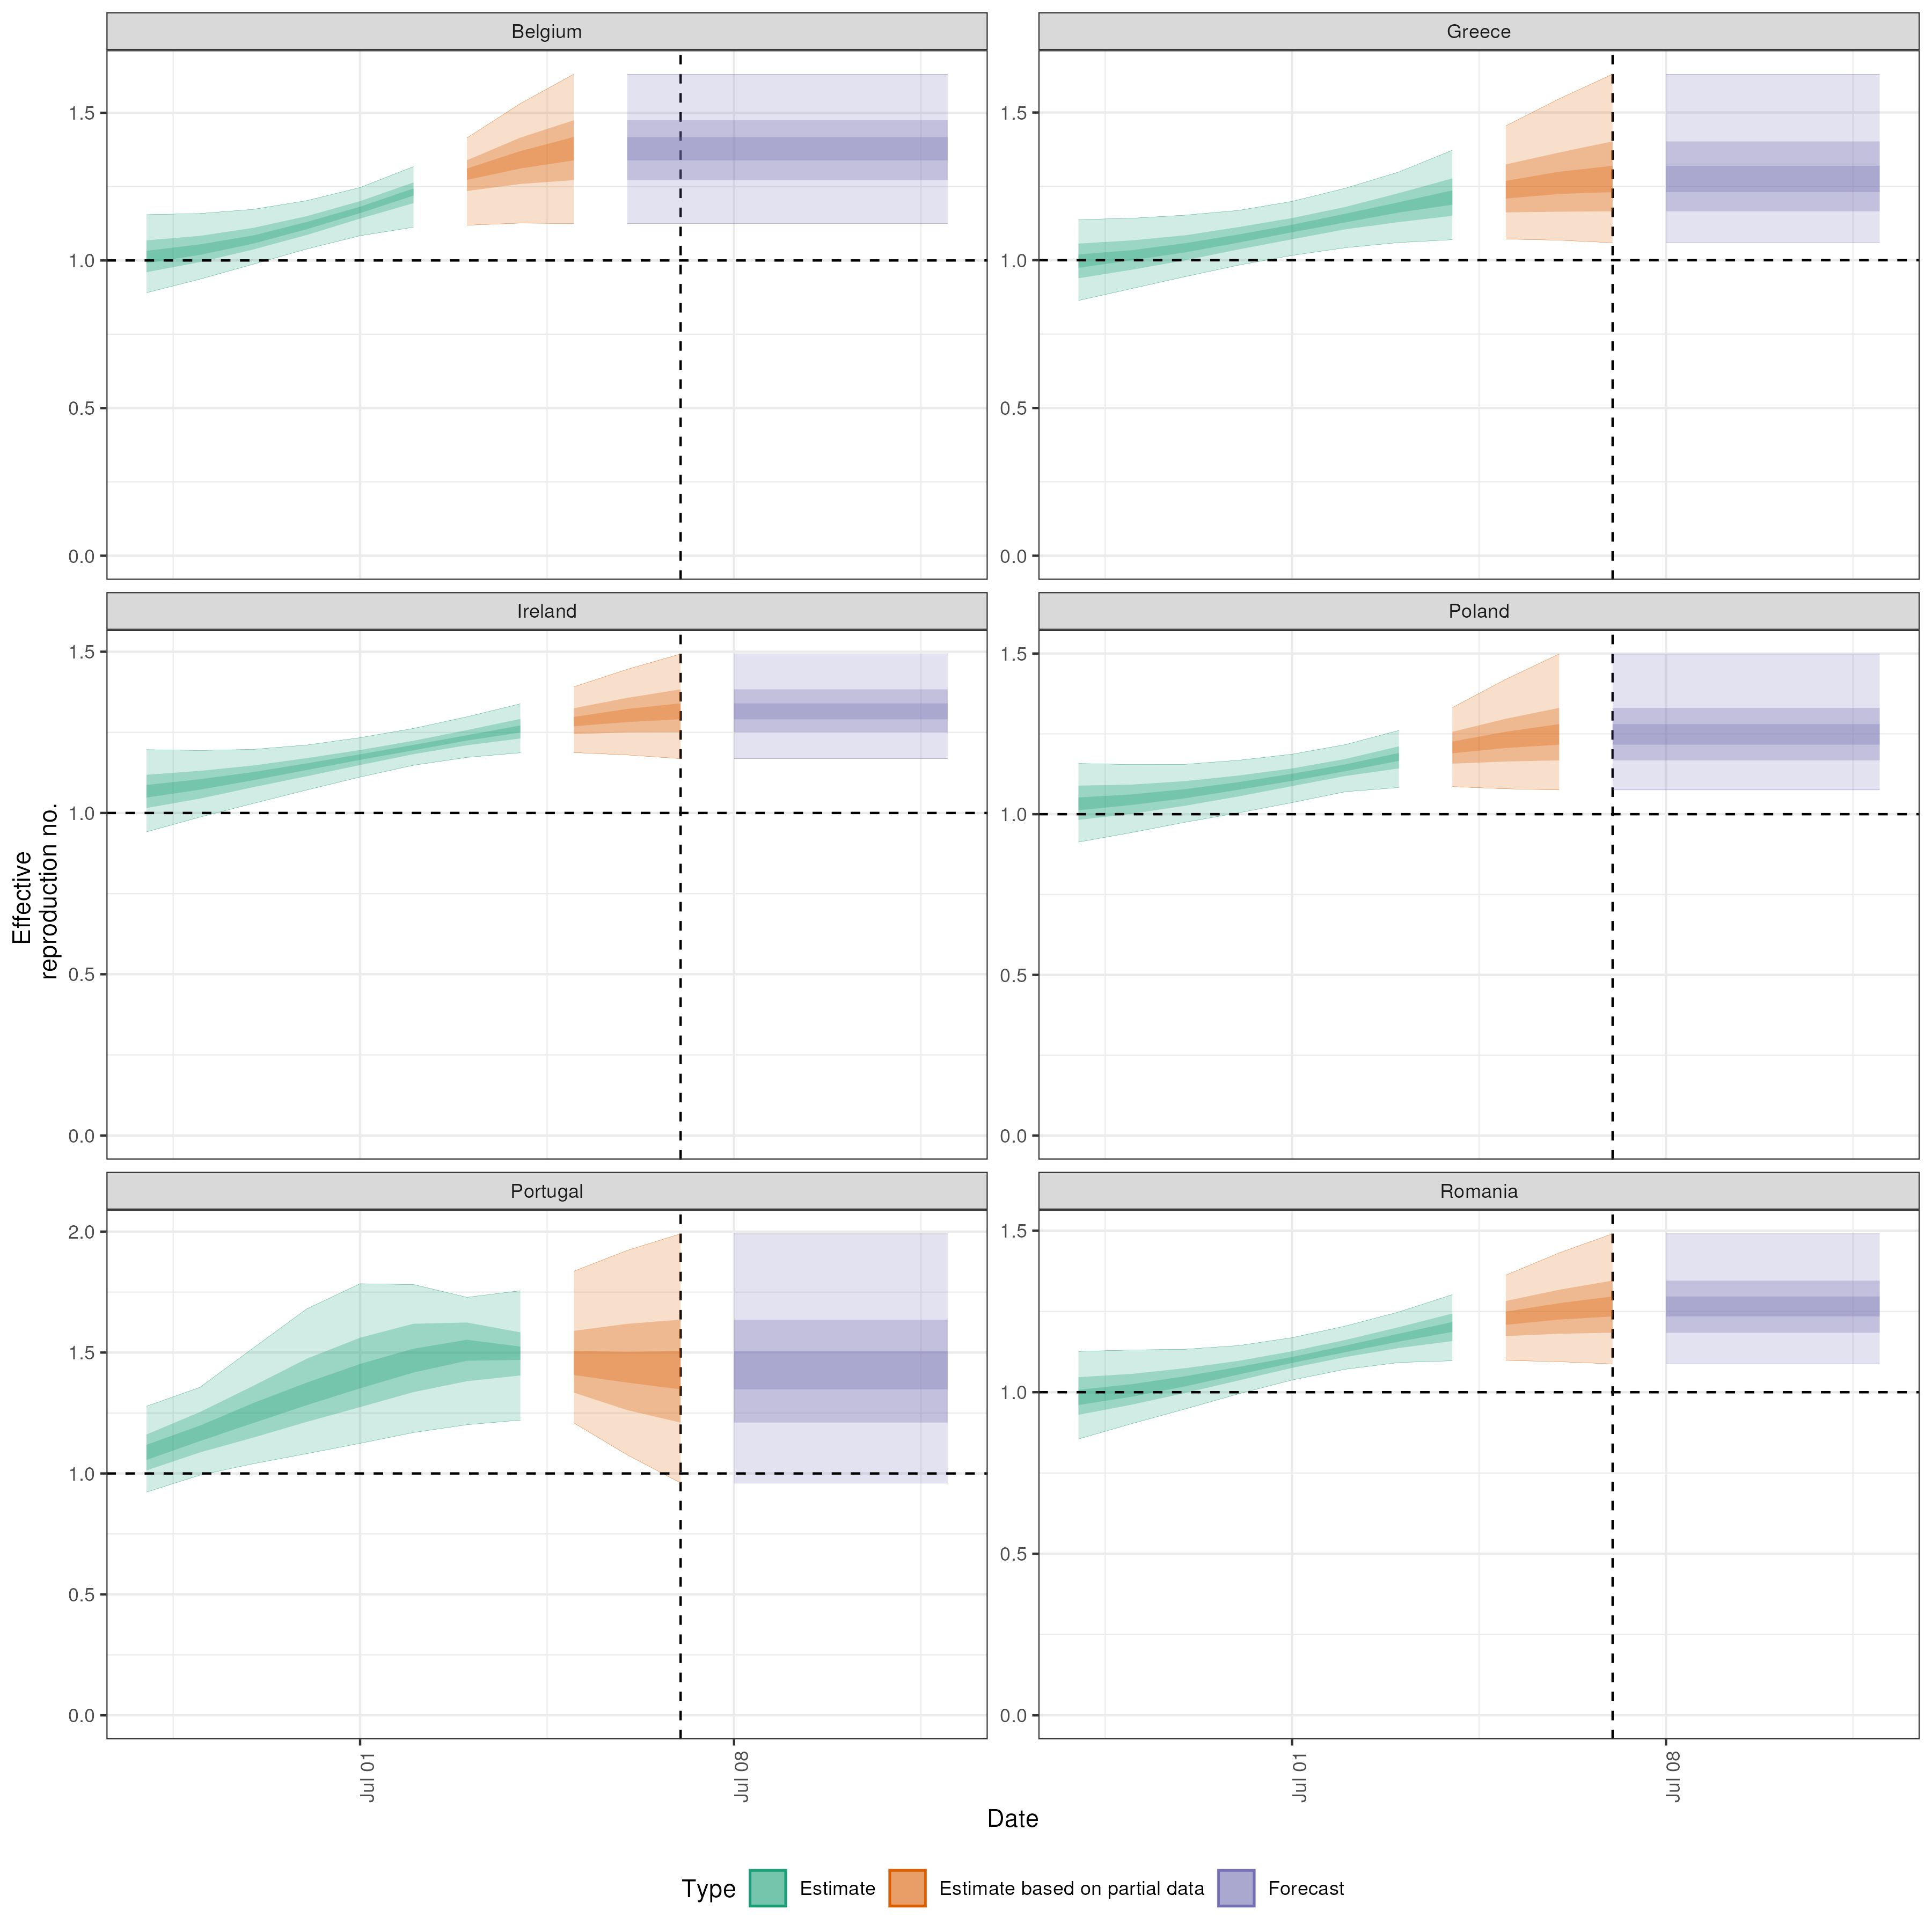 Belgium
Greece
1.5
1.0
0.5
0.0
1.5
1.0
0.5
0.0
Ireland
Poland
1.5
1.0
0.5
0.0
1.5
1.0
0.5
0.0
Effective
reproduction no.
Portugal
Romania
2.0
1.5
1.0
0.5
0.0
1.5
1.0
0.5
0.0
Jul 01
Jul 08
Jul 01
Jul 08
Date
Type Estimate Estimate based on partial data Forecast